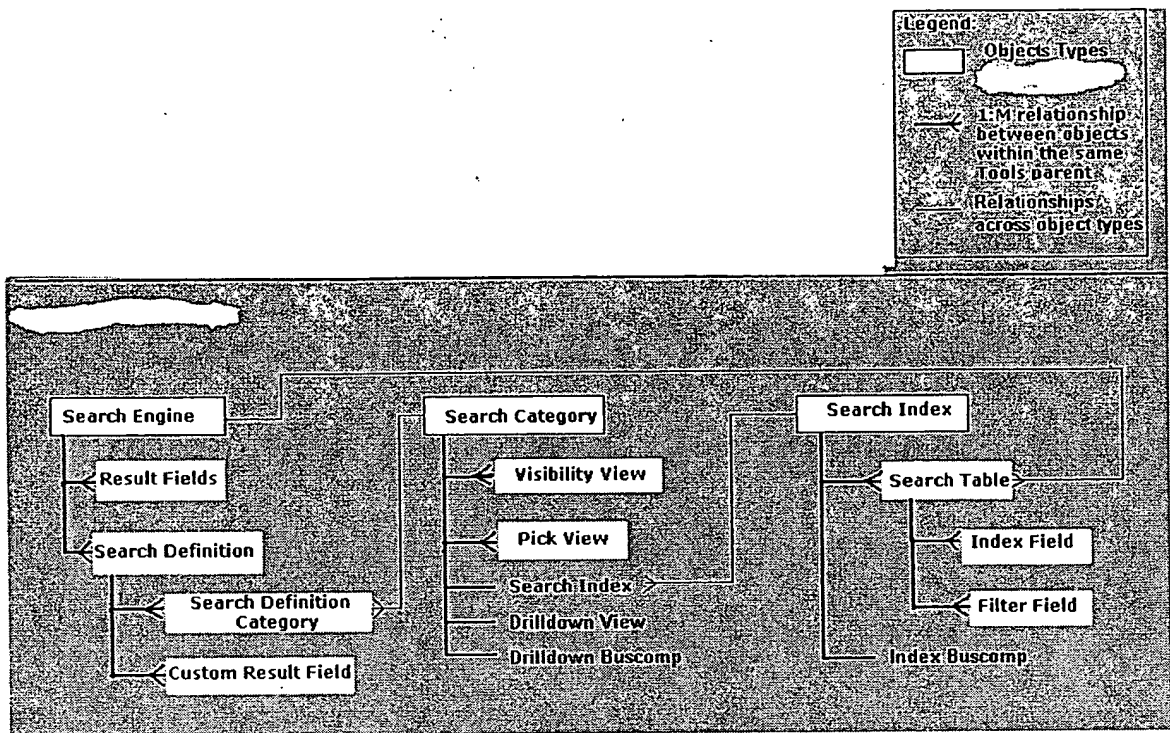 Legend
Objects Types
1:M relationship
between objects
within the same
Tools parent
Relationships
across object types
Search Engine
Result Fields
Search Definition
Search Definition
Category
Custom Result Field
Search Category
Visibility View
Pick View
Search Index
Drilldown View
Drilldown Buscomp
Search Index
Search Table
Index Field
Filter Field
Index Buscomp